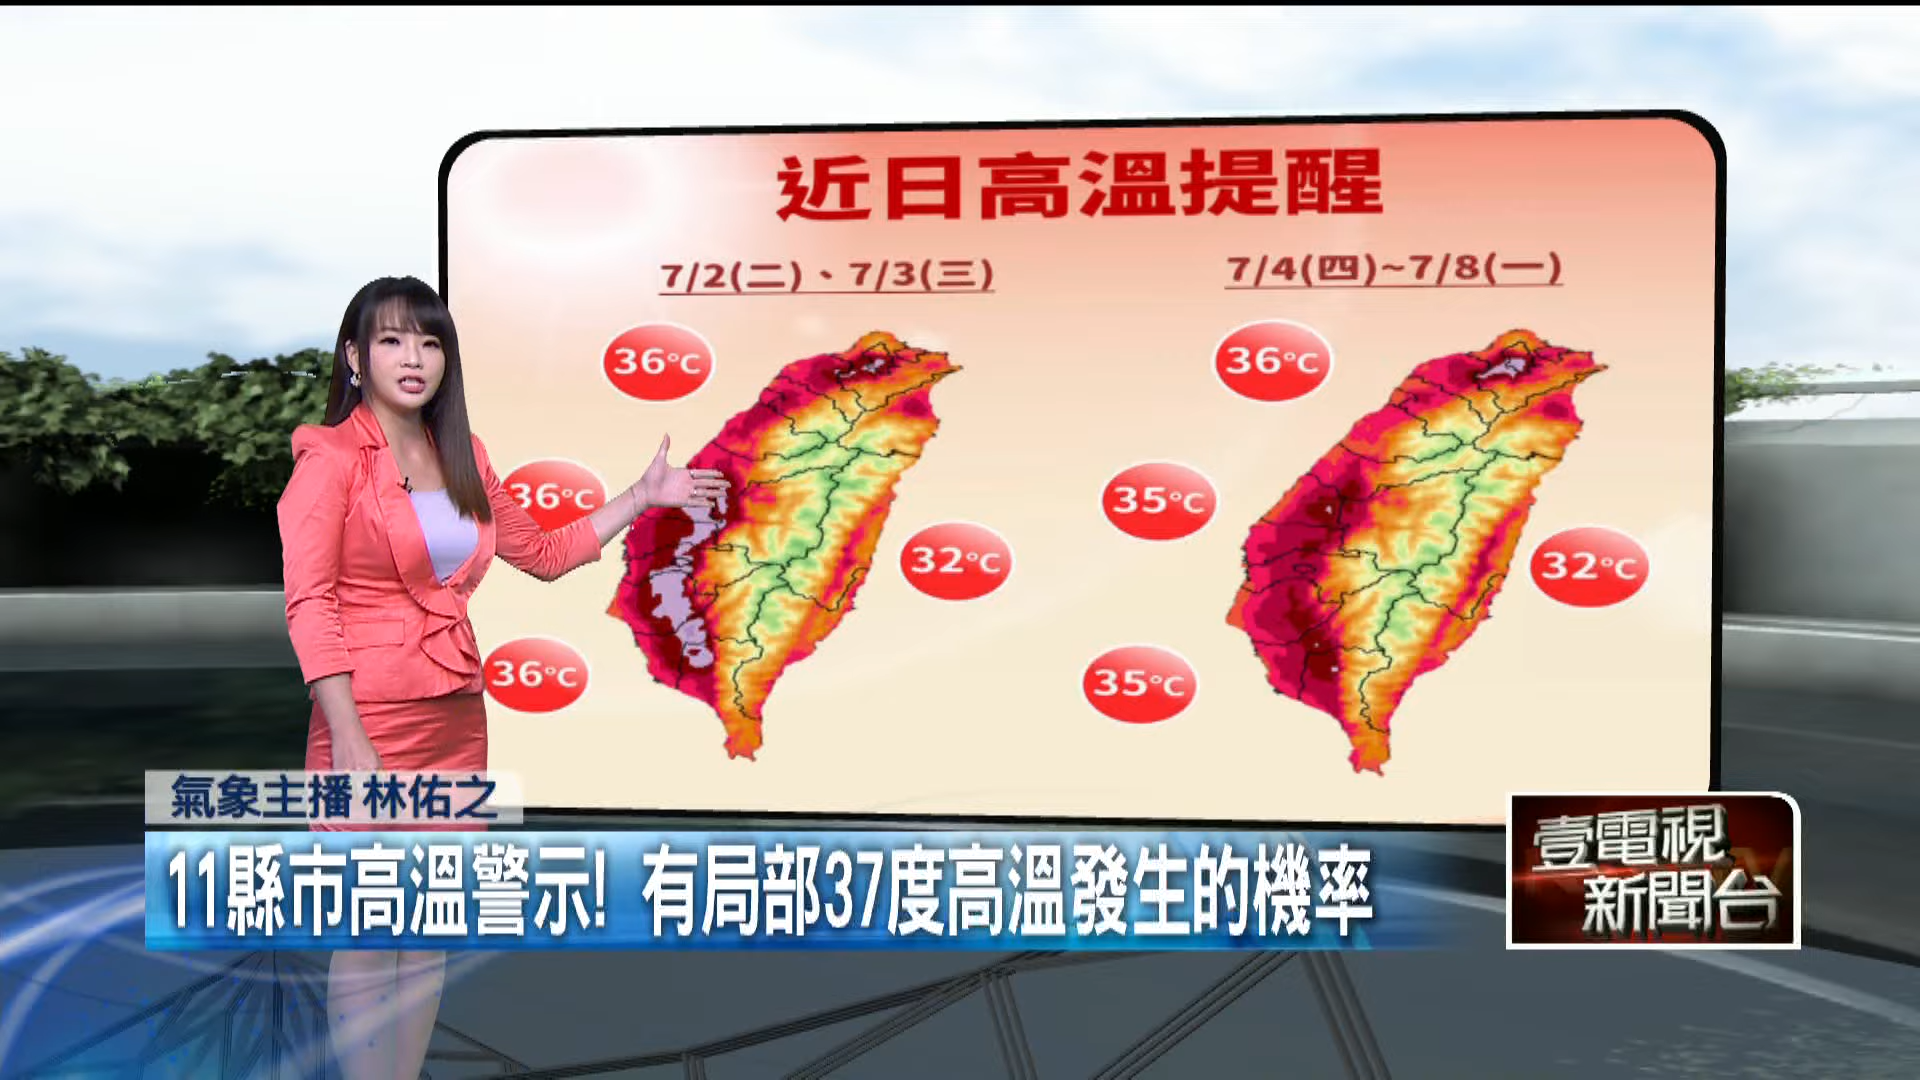 近日高溫提醒
7/2(二)、7/3(三)
7/4(四)~7/8(一)
36°C
36°C
36°C
35°C
32°C
32°C
36°C
35°C
氣象主播 林佑之
11縣市高溫警示! 有局部37度高溫發生的機率
壹電視
新聞台